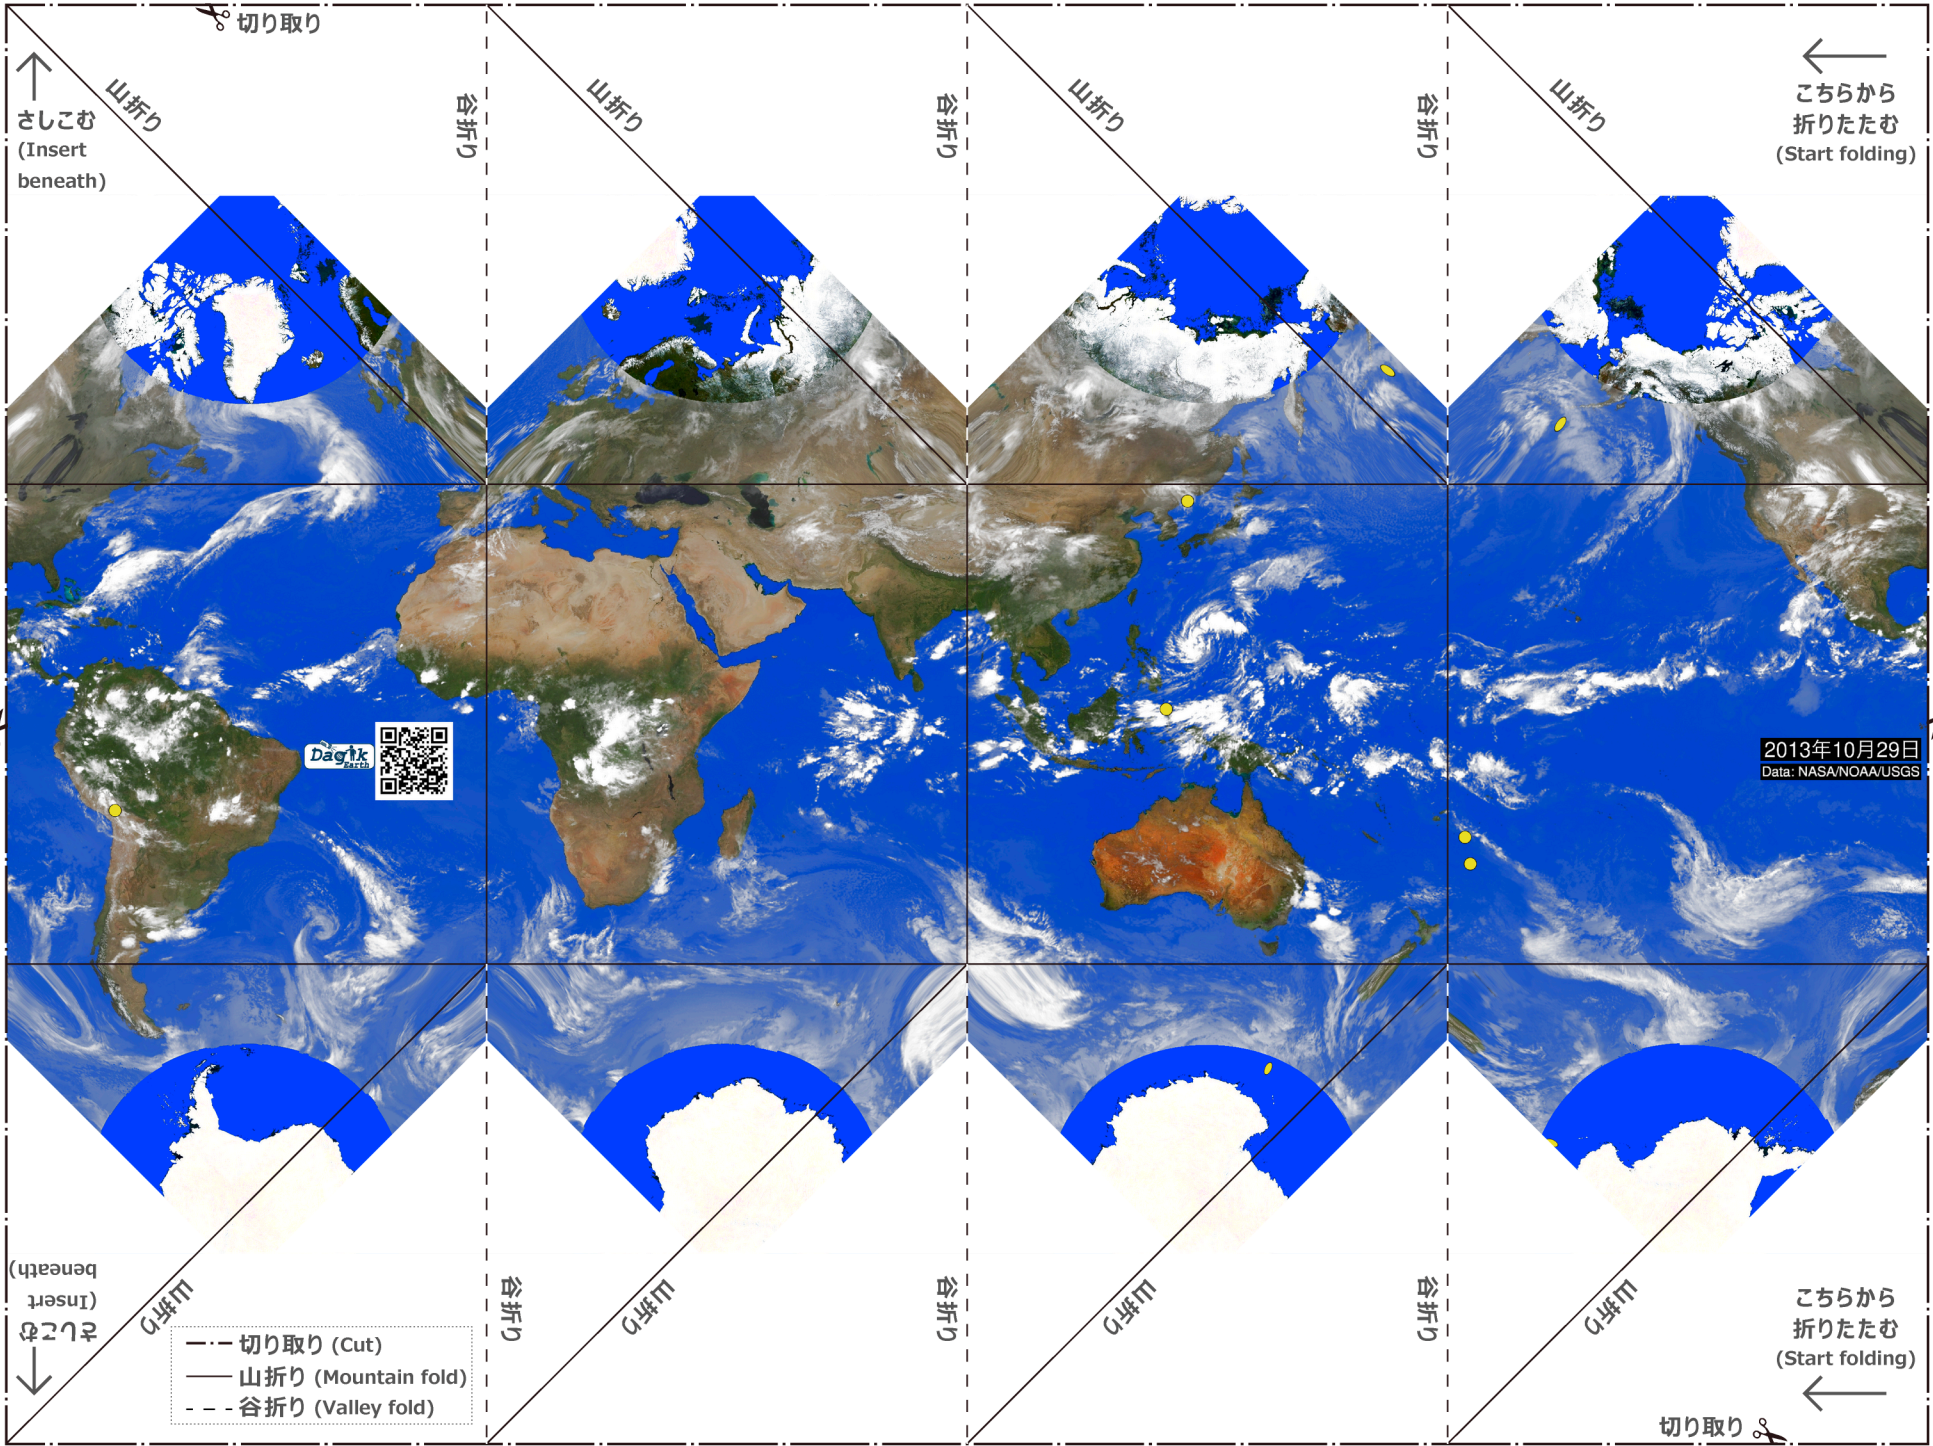 切り取り
山折り
谷折り
山折り
谷折り
山折り
谷折り
山折り
さしこむ
(Insert
beneath)
こちらから
折りたたむ
(Start folding)
Dagik
Earth
2013年10月29日
Data: NASA/NOAA/USGS
さしこむ
(Insert
beneath)
山折り
谷折り
山折り
谷折り
山折り
谷折り
山折り
こちらから
折りたたむ
(Start folding)
切り取り (Cut)
山折り (Mountain fold)
谷折り (Valley fold)
切り取り